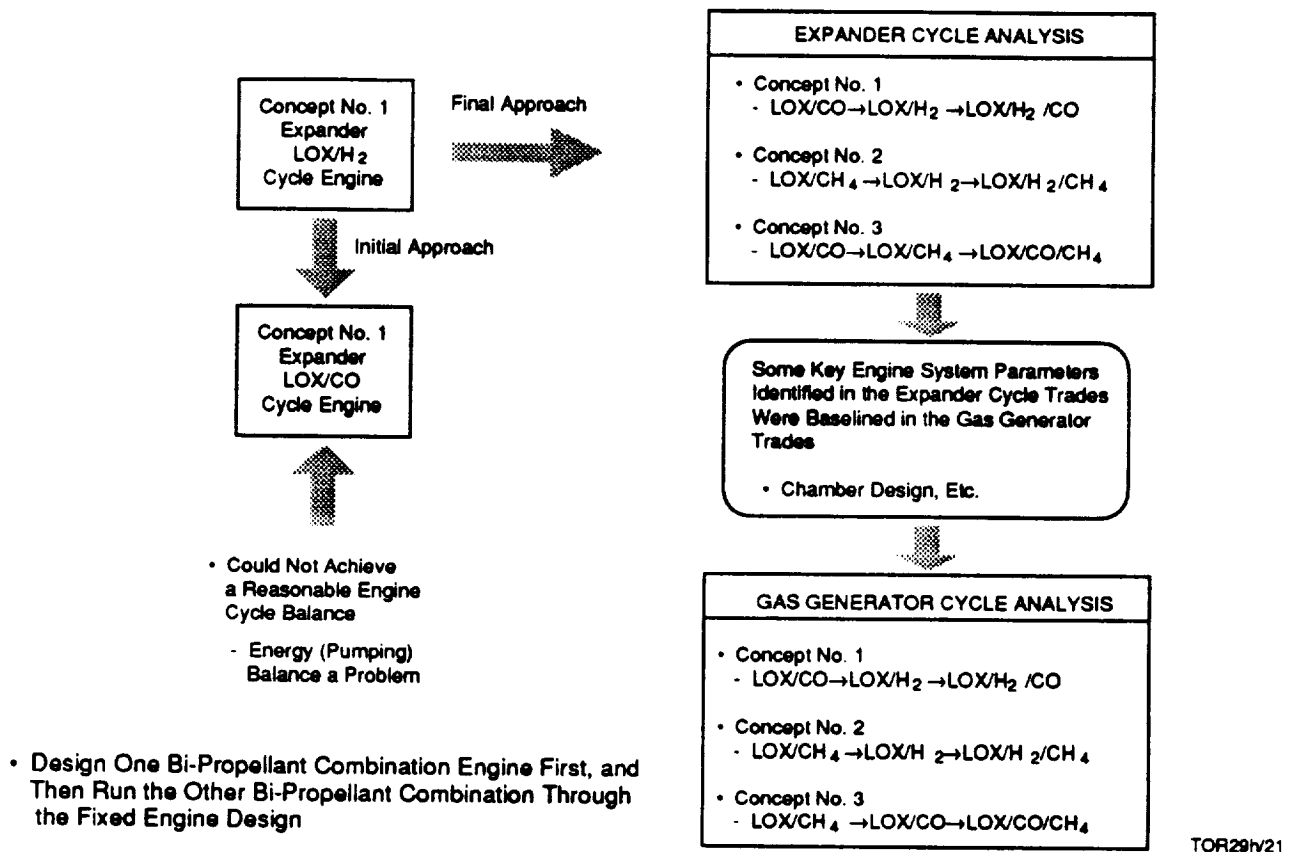 Concept No. 1
Expander
LOX/H2
Cycle Engine
Final Approach
Initial Approach
Concept No. 1
Expander
LOX/CO
Cycle Engine
• Could Not Achieve
a Reasonable Engine
Cycle Balance
- Energy (Pumping)
Balance a Problem
• Design One Bi-Propellant Combination Engine First, and
Then Run the Other Bi-Propellant Combination Through
the Fixed Engine Design
EXPANDER CYCLE ANALYSIS
• Concept No. 1
- LOX/CO→LOX/H2 →LOX/H2 /CO
• Concept No. 2
- LOX/CH4 →LOX/H2→LOX/H2/CH4
• Concept No. 3
- LOX/CO→LOX/CH4 →LOX/CO/CH4
Some Key Engine System Parameters
Identified in the Expander Cycle Trades
Were Baselined in the Gas Generator
Trades
• Chamber Design, Etc.
GAS GENERATOR CYCLE ANALYSIS
• Concept No. 1
- LOX/CO→LOX/H2 →LOX/H2 /CO
• Concept No. 2
- LOX/CH4 →LOX/H2→LOX/H2/CH4
• Concept No. 3
- LOX/CH4 →LOX/CO→LOX/CO/CH4
TOR29h/21